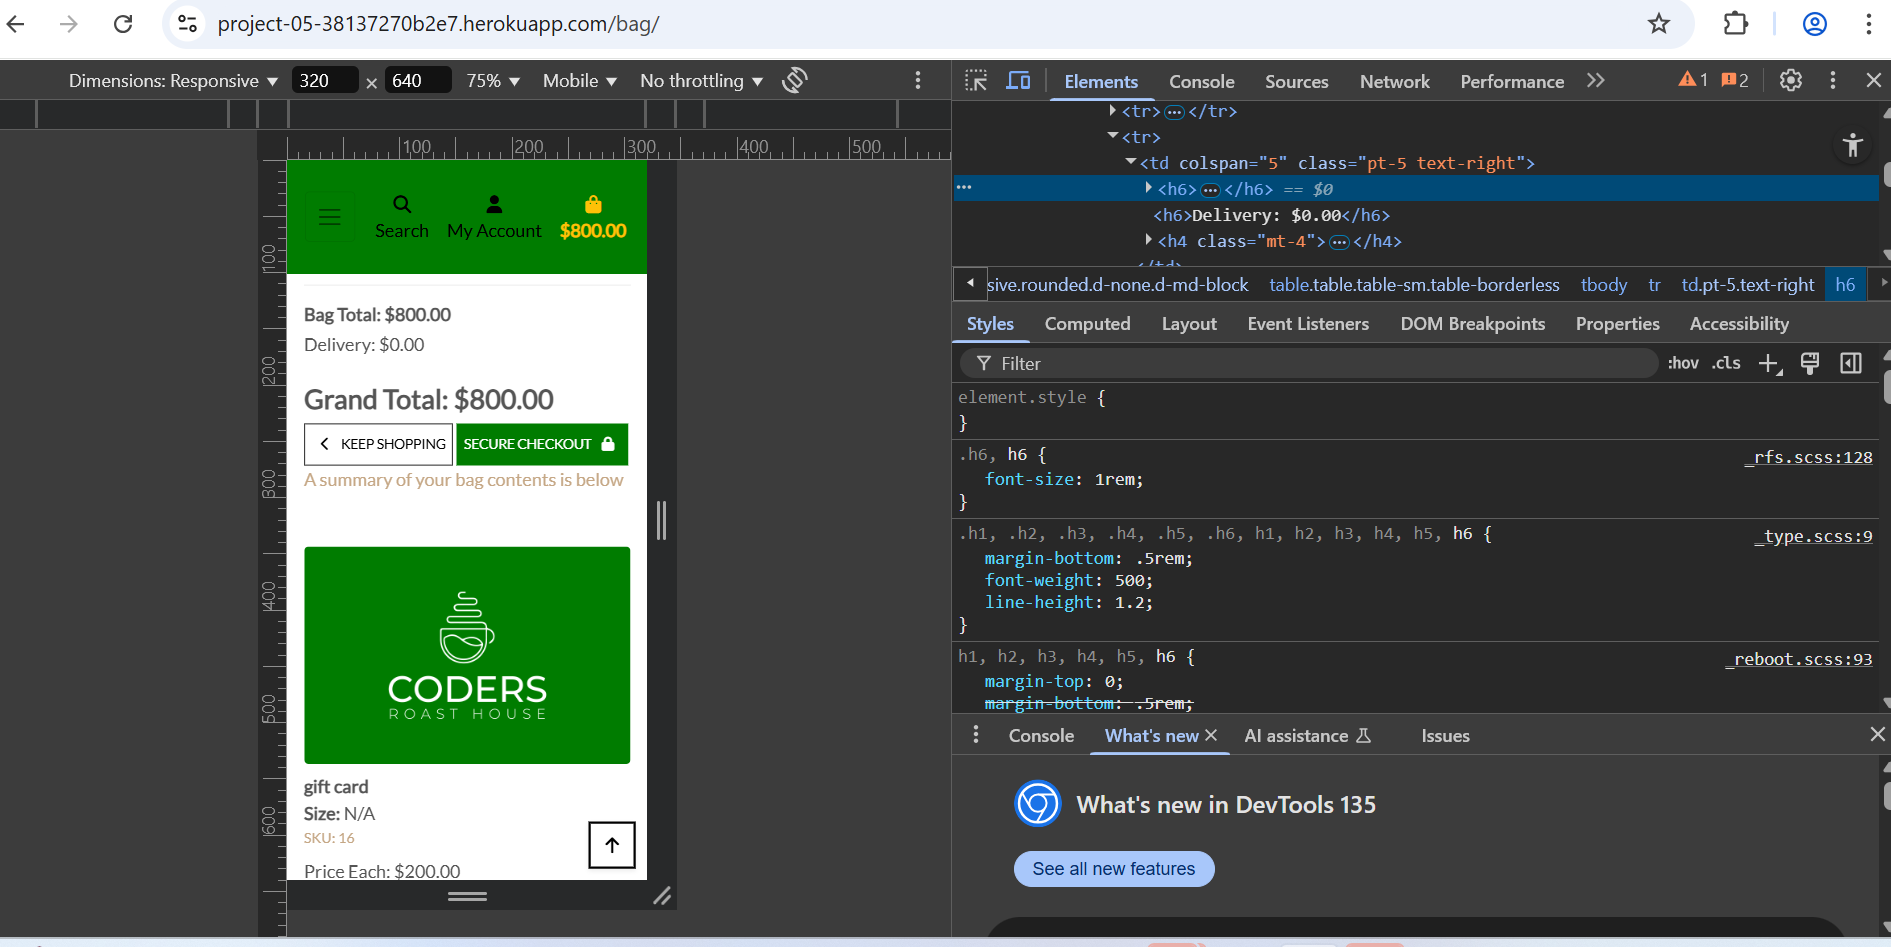 project-05-38137270b2e7.herokuapp.com/bag/
Dimensions: Responsive 320 × 640 75% Mobile No throttling
Elements Console Sources Network Performance 1 2
100 200 300 400 500
100
200
300
400
500
600
Search My Account $800.00
Bag Total: $800.00
Delivery: $0.00
Grand Total: $800.00
KEEP SHOPPING SECURE CHECKOUT
A summary of your bag contents is below
CODERS
ROAST HOUSE
gift card
Size: N/A
SKU: 16
Price Each: $200.00
<tr>…</tr>
<tr>
<td colspan="5" class="pt-5 text-right">
… <h6>…</h6> == $0
<h6>Delivery: $0.00</h6>
<h4 class="mt-4">…</h4>
</td>
sive.rounded.d-none.d-md-block table.table.table-sm.table-borderless tbody tr td.pt-5.text-right h6
Styles Computed Layout Event Listeners DOM Breakpoints Properties Accessibility
Filter :hov .cls
element.style {
}
.h6, h6 { _rfs.scss:128
font-size: 1rem;
}
.h1, .h2, .h3, .h4, .h5, .h6, h1, h2, h3, h4, h5, h6 { _type.scss:9
margin-bottom: .5rem;
font-weight: 500;
line-height: 1.2;
}
h1, h2, h3, h4, h5, h6 { _reboot.scss:93
margin-top: 0;
margin-bottom: .5rem;
Console What's new AI assistance Issues
What's new in DevTools 135
See all new features